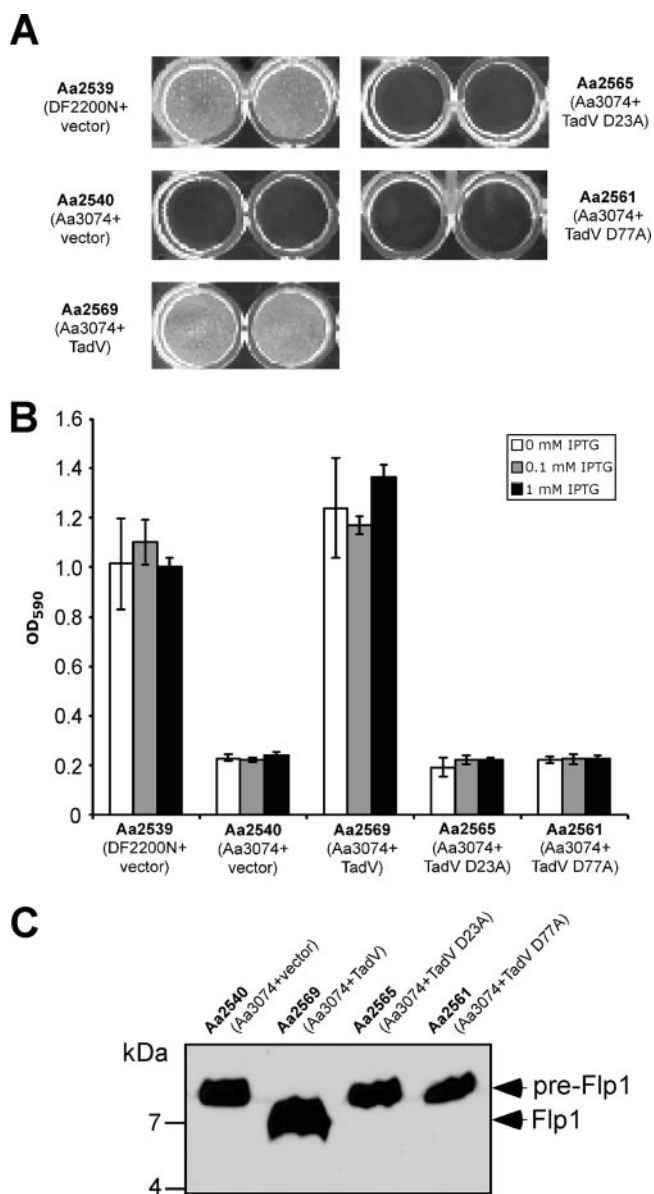 A
Aa2539
(DF2200N+
vector)
Aa2565
(Aa3074+
TadV D23A)
Aa2540
(Aa3074+
vector)
Aa2561
(Aa3074+
TadV D77A)
Aa2569
(Aa3074+
TadV)
B
1.6
1.4
1.2
1.0
0.8
0.6
0.4
0.2
0
OD590
0 mM IPTG
0.1 mM IPTG
1 mM IPTG
Aa2539
(DF2200N+
vector)
Aa2540
(Aa3074+
vector)
Aa2569
(Aa3074+
TadV)
Aa2565
(Aa3074+
TadV D23A)
Aa2561
(Aa3074+
TadV D77A)
C
Aa2540
(Aa3074+vector)
Aa2569
(Aa3074+TadV)
Aa2565
(Aa3074+TadV D23A)
Aa2561
(Aa3074+TadV D77A)
kDa
7
4
pre-Flp1
Flp1